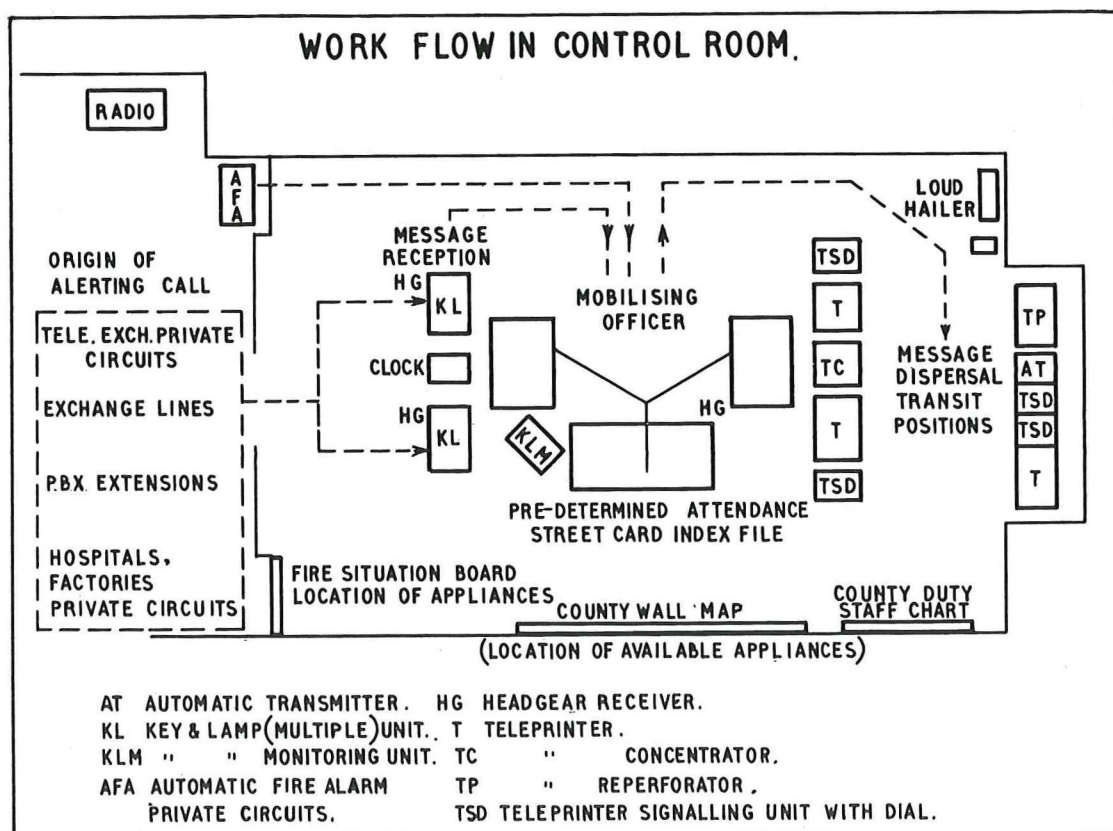 WORK FLOW IN CONTROL ROOM.
RADIO
AFA
LOUD
HAILER
MESSAGE
RECEPTION
HG
KL
ORIGIN OF
ALERTING CALL
TELE. EXCH. PRIVATE
CIRCUITS
EXCHANGE LINES
P.B.X. EXTENSIONS
HOSPITALS,
FACTORIES
PRIVATE CIRCUITS
CLOCK
HG
KL
KLM
MOBILISING
OFFICER
HG
PRE-DETERMINED ATTENDANCE
STREET CARD INDEX FILE
TSD
T
TC
T
TSD
MESSAGE
DISPERSAL
TRANSIT
POSITIONS
TP
AT
TSD
TSD
T
FIRE SITUATION BOARD
LOCATION OF APPLIANCES
COUNTY WALL MAP
(LOCATION OF AVAILABLE APPLIANCES)
COUNTY DUTY
STAFF CHART
AT AUTOMATIC TRANSMITTER. HG HEADGEAR RECEIVER.
KL KEY & LAMP (MULTIPLE) UNIT. T TELEPRINTER.
KLM " " MONITORING UNIT. TC " CONCENTRATOR.
AFA AUTOMATIC FIRE ALARM TP " REPERFORATOR.
PRIVATE CIRCUITS. TSD TELEPRINTER SIGNALLING UNIT WITH DIAL.